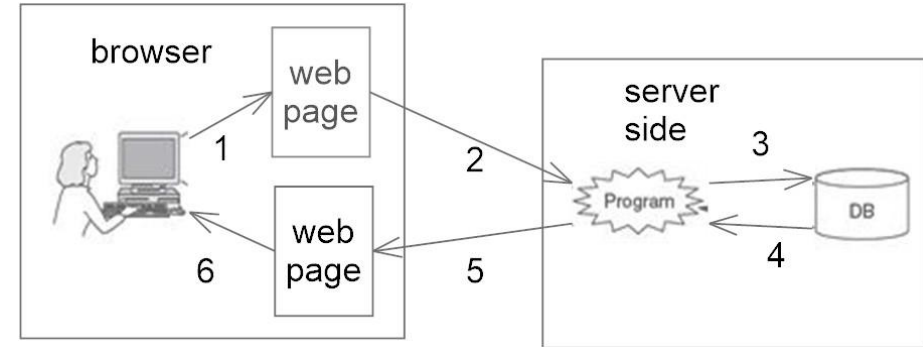 browser
web
page
1
2
server
side
3
Program
DB
4
web
page
5
6